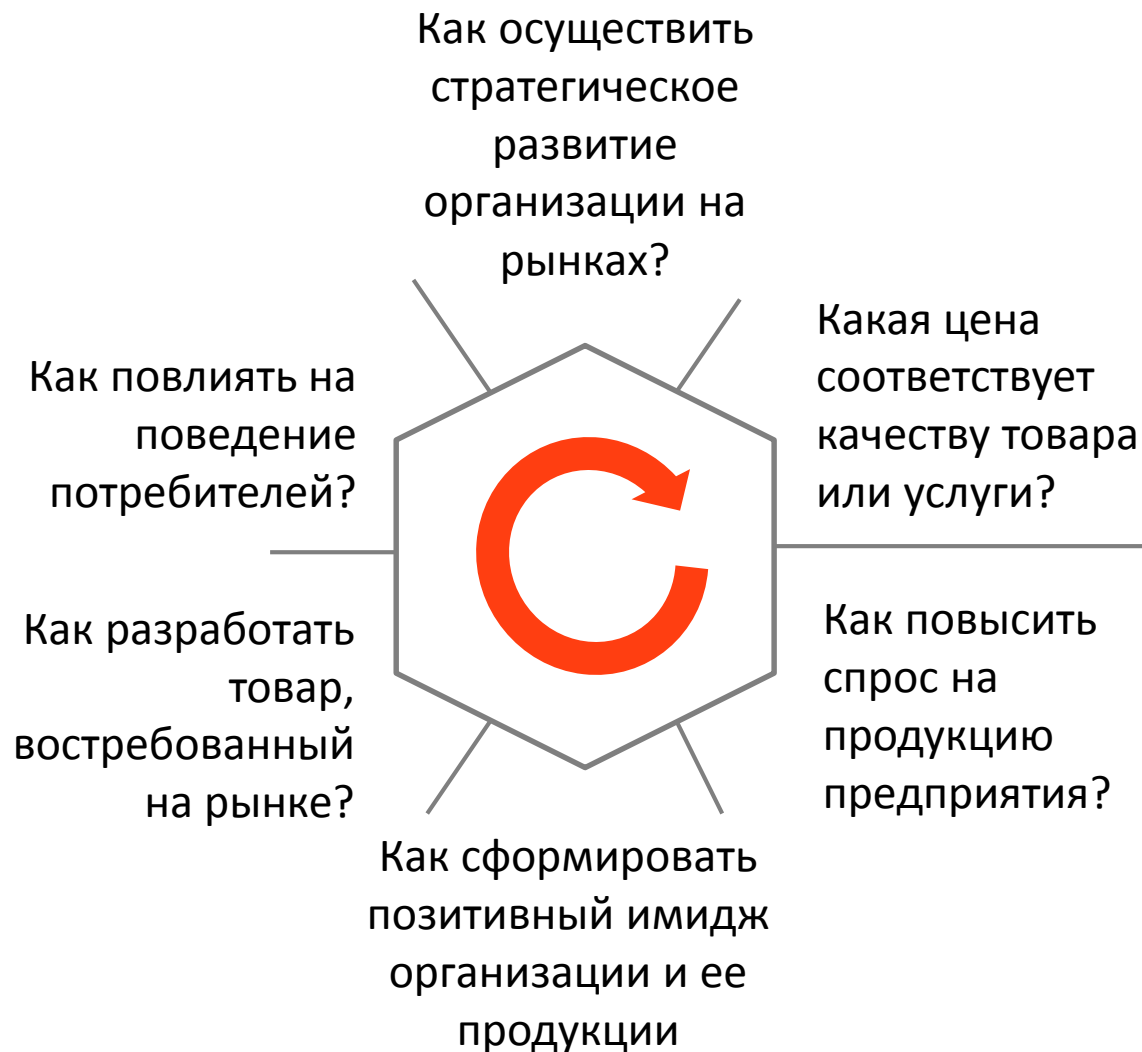 Как осуществить
стратегическое
развитие
организации на
рынках?
Какая цена
соответствует
качеству товара
или услуги?
Как повысить
спрос на
продукцию
предприятия?
Как сформировать
позитивный имидж
организации и ее
продукции
Как разработать
товар,
востребованный
на рынке?
Как повлиять на
поведение
потребителей?